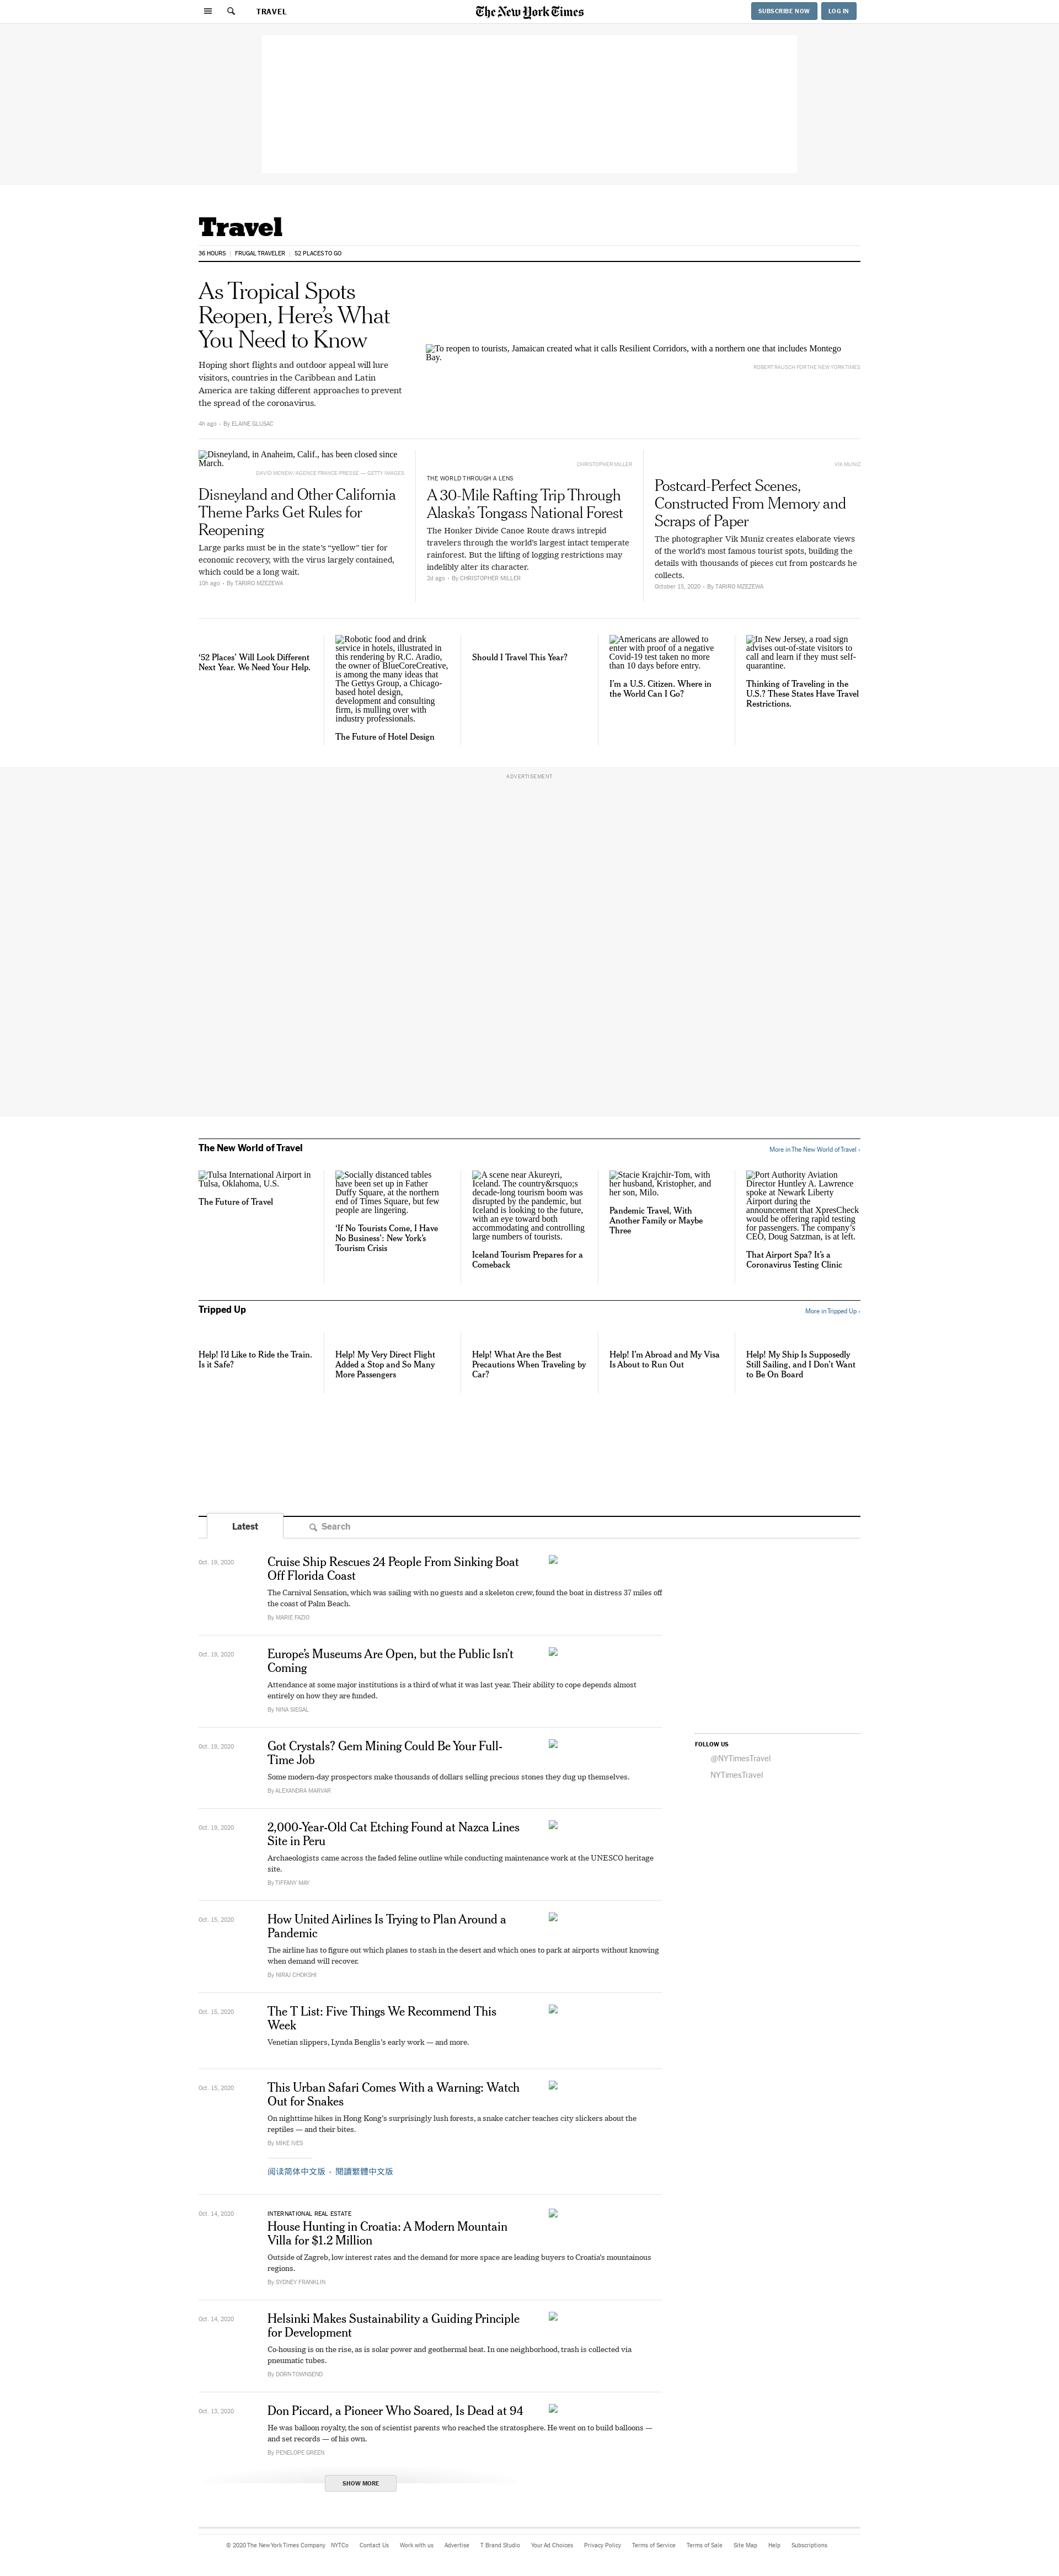 TRAVEL
The New York Times
SUBSCRIBE NOW
LOG IN
Travel
36 HOURS
FRUGAL TRAVELER
52 PLACES TO GO
As Tropical Spots
Reopen, Here’s What
You Need to Know
Hoping short flights and outdoor appeal will lure
visitors, countries in the Caribbean and Latin
America are taking different approaches to prevent
the spread of the coronavirus.
4h ago • By ELAINE GLUSAC
To reopen to tourists, Jamaican created what it calls Resilient Corridors, with a northern one that includes Montego
Bay.
ROBERT RAUSCH FOR THE NEW YORK TIMES
Disneyland, in Anaheim, Calif., has been closed since
March.
DAVID MCNEW/AGENCE FRANCE-PRESSE — GETTY IMAGES
Disneyland and Other California
Theme Parks Get Rules for
Reopening
Large parks must be in the state’s “yellow” tier for
economic recovery, with the virus largely contained,
which could be a long wait.
10h ago • By TARIRO MZEZEWA
CHRISTOPHER MILLER
THE WORLD THROUGH A LENS
A 30-Mile Rafting Trip Through
Alaska’s Tongass National Forest
The Honker Divide Canoe Route draws intrepid
travelers through the world’s largest intact temperate
rainforest. But the lifting of logging restrictions may
indelibly alter its character.
2d ago • By CHRISTOPHER MILLER
VIK MUNIZ
Postcard-Perfect Scenes,
Constructed From Memory and
Scraps of Paper
The photographer Vik Muniz creates elaborate views
of the world’s most famous tourist spots, building the
details with thousands of pieces cut from postcards he
collects.
October 15, 2020 • By TARIRO MZEZEWA
‘52 Places’ Will Look Different
Next Year. We Need Your Help.
Robotic food and drink
service in hotels, illustrated in
this rendering by R.C. Aradio,
the owner of BlueCoreCreative,
is among the many ideas that
The Gettys Group, a Chicago-
based hotel design,
development and consulting
firm, is mulling over with
industry professionals.
The Future of Hotel Design
Should I Travel This Year?
Americans are allowed to
enter with proof of a negative
Covid-19 test taken no more
than 10 days before entry.
I’m a U.S. Citizen. Where in
the World Can I Go?
In New Jersey, a road sign
advises out-of-state visitors to
call and learn if they must self-
quarantine.
Thinking of Traveling in the
U.S.? These States Have Travel
Restrictions.
ADVERTISEMENT
The New World of Travel
More in The New World of Travel ›
Tulsa International Airport in
Tulsa, Oklahoma, U.S.
The Future of Travel
Socially distanced tables
have been set up in Father
Duffy Square, at the northern
end of Times Square, but few
people are lingering.
‘If No Tourists Come, I Have
No Business’: New York’s
Tourism Crisis
A scene near Akureyri,
Iceland. The country&rsquo;s
decade-long tourism boom was
disrupted by the pandemic, but
Iceland is looking to the future,
with an eye toward both
accommodating and controlling
large numbers of tourists.
Iceland Tourism Prepares for a
Comeback
Stacie Krajchir-Tom, with
her husband, Kristopher, and
her son, Milo.
Pandemic Travel, With
Another Family or Maybe
Three
Port Authority Aviation
Director Huntley A. Lawrence
spoke at Newark Liberty
Airport during the
announcement that XpresCheck
would be offering rapid testing
for passengers. The company’s
CEO, Doug Satzman, is at left.
That Airport Spa? It’s a
Coronavirus Testing Clinic
Tripped Up
More in Tripped Up ›
Help! I’d Like to Ride the Train.
Is it Safe?
Help! My Very Direct Flight
Added a Stop and So Many
More Passengers
Help! What Are the Best
Precautions When Traveling by
Car?
Help! I’m Abroad and My Visa
Is About to Run Out
Help! My Ship Is Supposedly
Still Sailing, and I Don’t Want
to Be On Board
Latest
Search
Oct. 19, 2020
Cruise Ship Rescues 24 People From Sinking Boat
Off Florida Coast
The Carnival Sensation, which was sailing with no guests and a skeleton crew, found the boat in distress 37 miles off
the coast of Palm Beach.
By MARIE FAZIO
Oct. 19, 2020
Europe’s Museums Are Open, but the Public Isn’t
Coming
Attendance at some major institutions is a third of what it was last year. Their ability to cope depends almost
entirely on how they are funded.
By NINA SIEGAL
Oct. 19, 2020
Got Crystals? Gem Mining Could Be Your Full-
Time Job
Some modern-day prospectors make thousands of dollars selling precious stones they dug up themselves.
By ALEXANDRA MARVAR
FOLLOW US
@NYTimesTravel
NYTimesTravel
Oct. 19, 2020
2,000-Year-Old Cat Etching Found at Nazca Lines
Site in Peru
Archaeologists came across the faded feline outline while conducting maintenance work at the UNESCO heritage
site.
By TIFFANY MAY
Oct. 15, 2020
How United Airlines Is Trying to Plan Around a
Pandemic
The airline has to figure out which planes to stash in the desert and which ones to park at airports without knowing
when demand will recover.
By NIRAJ CHOKSHI
Oct. 15, 2020
The T List: Five Things We Recommend This
Week
Venetian slippers, Lynda Benglis’s early work — and more.
Oct. 15, 2020
This Urban Safari Comes With a Warning: Watch
Out for Snakes
On nighttime hikes in Hong Kong’s surprisingly lush forests, a snake catcher teaches city slickers about the
reptiles — and their bites.
By MIKE IVES
阅读简体中文版 • 閱讀繁體中文版
Oct. 14, 2020
INTERNATIONAL REAL ESTATE
House Hunting in Croatia: A Modern Mountain
Villa for $1.2 Million
Outside of Zagreb, low interest rates and the demand for more space are leading buyers to Croatia’s mountainous
regions.
By SYDNEY FRANKLIN
Oct. 14, 2020
Helsinki Makes Sustainability a Guiding Principle
for Development
Co-housing is on the rise, as is solar power and geothermal heat. In one neighborhood, trash is collected via
pneumatic tubes.
By DORN TOWNSEND
Oct. 13, 2020
Don Piccard, a Pioneer Who Soared, Is Dead at 94
He was balloon royalty, the son of scientist parents who reached the stratosphere. He went on to build balloons —
and set records — of his own.
By PENELOPE GREEN
SHOW MORE
© 2020 The New York Times Company NYTCo Contact Us Work with us Advertise T Brand Studio Your Ad Choices Privacy Policy Terms of Service Terms of Sale Site Map Help Subscriptions